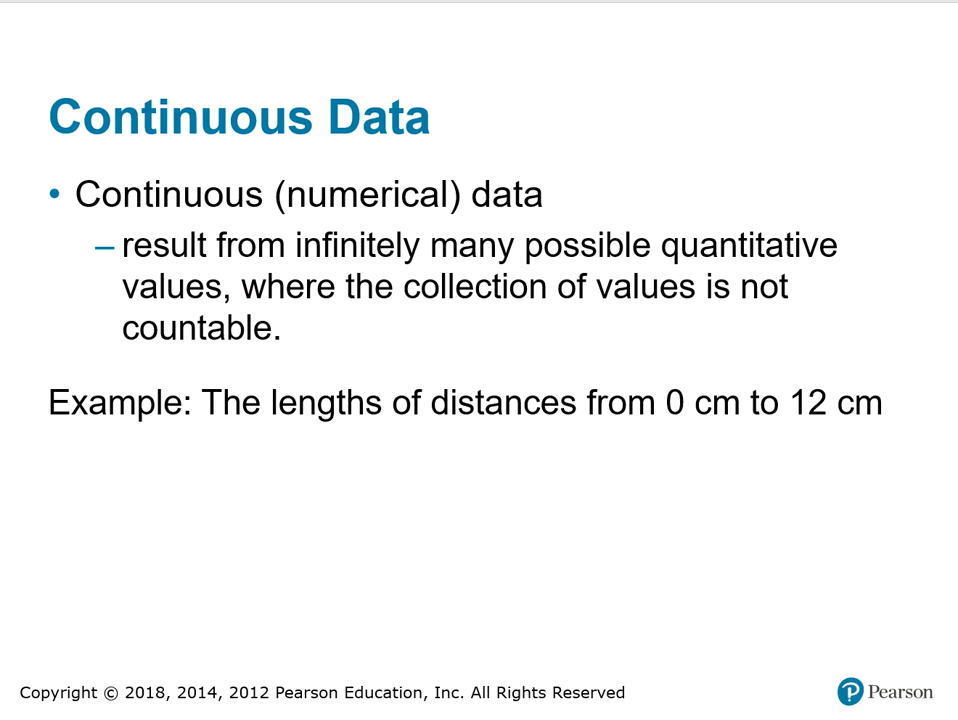 Continuous Data
• Continuous (numerical) data
– result from infinitely many possible quantitative
values, where the collection of values is not
countable.
Example: The lengths of distances from 0 cm to 12 cm
Copyright © 2018, 2014, 2012 Pearson Education, Inc. All Rights Reserved
P Pearson